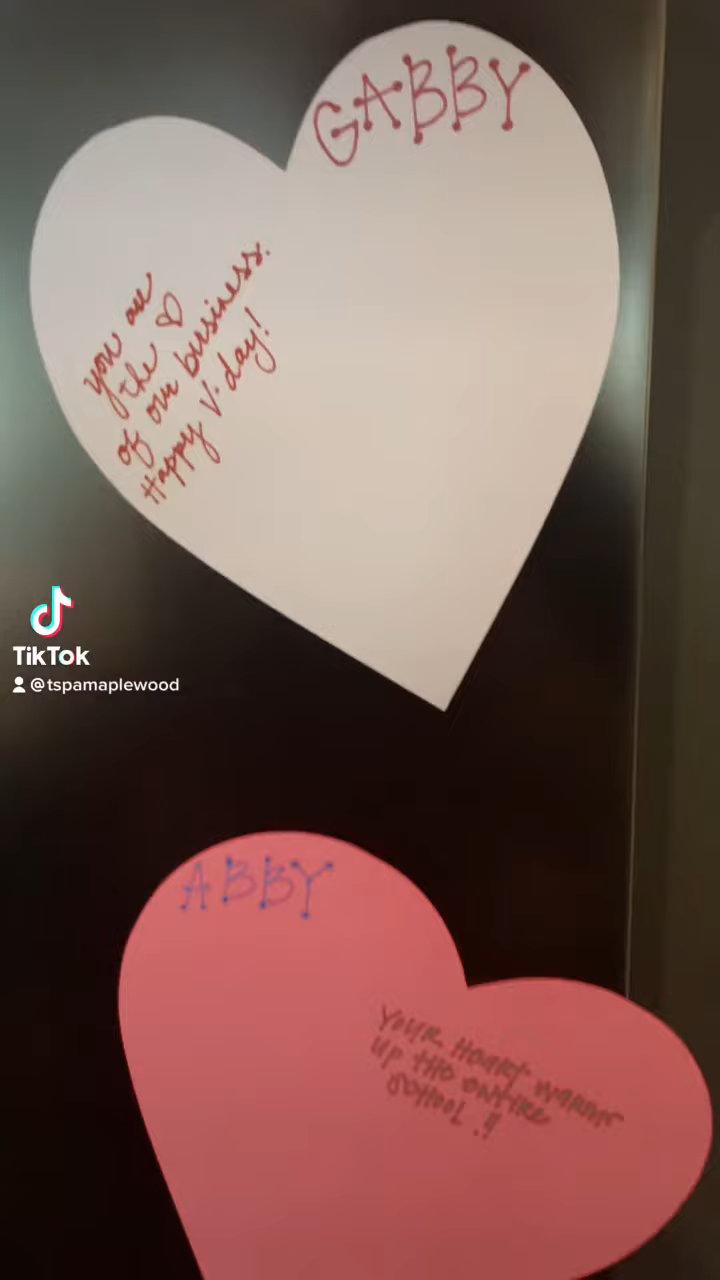 GABBY
you are
the ♡
of our business.
Happy V-day!
TikTok
@tspamaplewood
ABBY
YOUR HEART WARMS
UP THE ENTIRE
SCHOOL!!